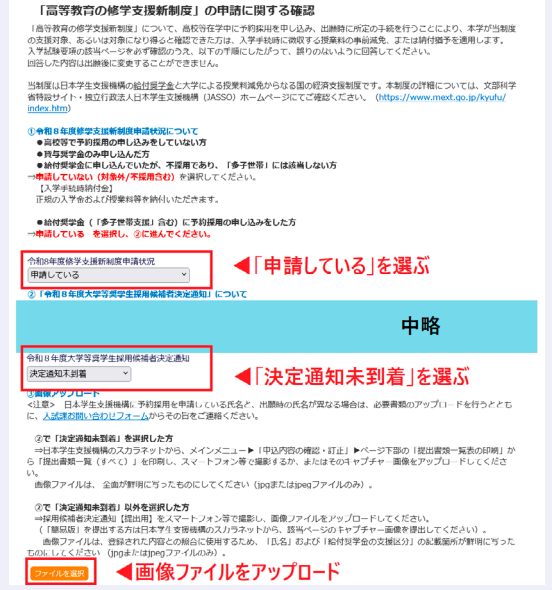 「高等教育の修学支援新制度」の申請に関する確認
「高等教育の修学支援新制度」について、高校等在学中に予約採用を申し込み、出願時に所定の手続を行うことにより、本学が当制度
の支援対象、あるいは対象になり得ると確認できた方は、入学手続時に徴収する授業料の事前減免、または納付猶予を適用します。
入学試験要項の該当ページを必ず確認のうえ、以下の手順にしたがって、誤りのないように回答してください。
回答した内容は出願後に変更することができません。
当制度は日本学生支援機構の給付奨学金と大学による授業料減免からなる国の経済支援制度です。本制度の詳細については、文部科学
省特設サイト・独立行政法人日本学生支援機構（JASSO）ホームページにてご確認ください。（https://www.mext.go.jp/kyufu/
index.htm）
①令和８年度修学支援新制度申請状況について
●高校等で予約採用の申し込みをしていない方
●貸与奨学金のみ申し込んだ方
●給付奨学金に申し込んでいたが、不採用であり、「多子世帯」には該当しない方
→申請していない（対象外/不採用含む）を選択してください。
【入学手続時納付金】
正規の入学金および授業料等を納付いただきます。
●給付奨学金（「多子世帯支援」含む）に予約採用の申し込みをした方
→申請している を選択し、②に進んでください。
令和8年度修学支援新制度申請状況
申請している
◀「申請している」を選ぶ
②「令和８年度大学等奨学生採用候補者決定通知」について
中略
令和８年度大学等奨学生採用候補者決定通知
決定通知未到着
◀「決定通知未到着」を選ぶ
③画像アップロード
<注意> 日本学生支援機構に予約採用を申請している氏名と、出願時の氏名が異なる場合は、必要書類のアップロードを行うととも
に、入試課お問い合わせフォームからその旨をご連絡ください。
②で「決定通知未到着」を選択した方
⇒日本学生支援機構のスカラネットから、メインメニュー▶「申込内容の確認・訂正」▶ページ下部の「提出書類一覧表の印刷」か
ら「提出書類一覧（すべて）」を印刷し、スマートフォン等で撮影するか、またはそのキャプチャー画像をアップロードしてくださ
い。
画像ファイルは、全面が鮮明に写ったものにしてください（jpgまたはjpegファイルのみ）。
②で「決定通知未到着」以外を選択した方
⇒採用候補者決定通知【提出用】をスマートフォン等で撮影し、画像ファイルをアップロードしてください。
（「簡易版」を提出する方は日本学生支援機構のスカラネットから、該当ページのキャプチャー画像を提出してください）。
画像ファイルは、登録された内容との照合に使用するため、「氏名」および「給付奨学金の支援区分」の記載箇所が鮮明に写った
ものにしてください（jpgまたはjpegファイルのみ）。
ファイルを選択
◀画像ファイルをアップロード